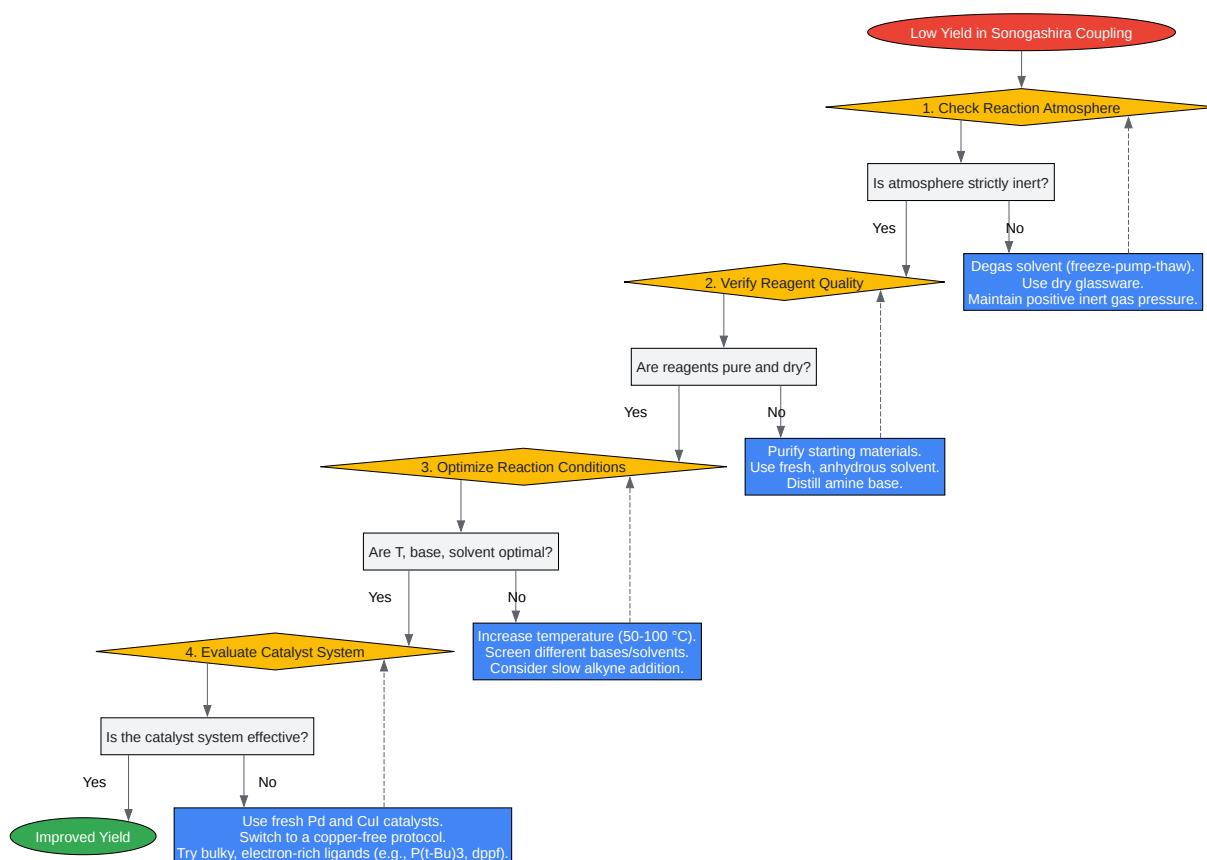 Low Yield in Sonogashira Coupling
1. Check Reaction Atmosphere
Is atmosphere strictly inert?
Yes
No
Degas solvent (freeze-pump-thaw).
Use dry glassware.
Maintain positive inert gas pressure.
2. Verify Reagent Quality
Are reagents pure and dry?
Yes
No
Purify starting materials.
Use fresh, anhydrous solvent.
Distill amine base.
3. Optimize Reaction Conditions
Are T, base, solvent optimal?
Yes
No
Increase temperature (50-100 °C).
Screen different bases/solvents.
Consider slow alkyne addition.
4. Evaluate Catalyst System
Is the catalyst system effective?
Yes
No
Improved Yield
Use fresh Pd and CuI catalysts.
Switch to a copper-free protocol.
Try bulky, electron-rich ligands (e.g., P(t-Bu)3, dppf).